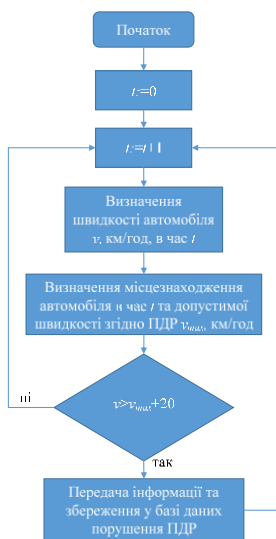 Початок
t:=0
t:=t+1
Визначення
швидкості автомобіля
v, км/год, в час t
Визначення місцезнаходження
автомобіля в час t та допустимої
швидкості згідно ПДР vmax, км/год
v>vmax+20
ні
так
Передача інформації та
збереження у базі даних
порушення ПДР